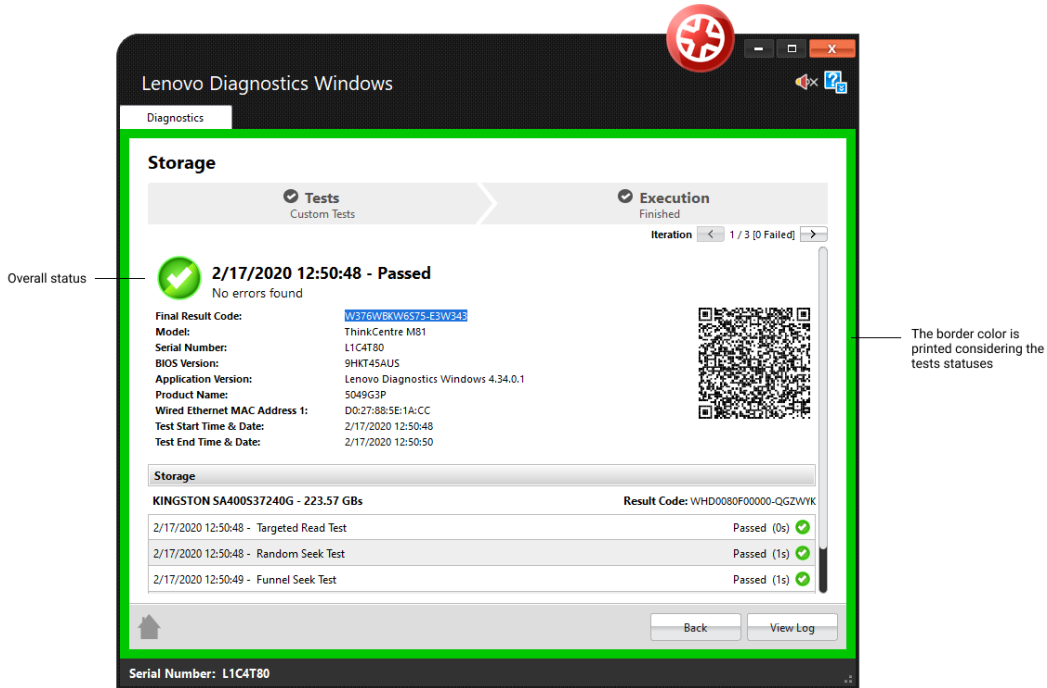 Lenovo Diagnostics Windows
Diagnostics
Storage
Tests
Custom Tests
Execution
Finished
Iteration < 1 / 3 [0 Failed] >
Overall status
2/17/2020 12:50:48 - Passed
No errors found
Final Result Code: W376WBKW6S75-E3W343
Model: ThinkCentre M81
Serial Number: L1C4T80
BIOS Version: 9HKT45AUS
Application Version: Lenovo Diagnostics Windows 4.34.0.1
Product Name: 5049G3P
Wired Ethernet MAC Address 1: D0:27:88:5E:1A:CC
Test Start Time & Date: 2/17/2020 12:50:48
Test End Time & Date: 2/17/2020 12:50:50
The border color is
printed considering the
tests statuses
Storage
KINGSTON SA400S37240G - 223.57 GBs Result Code: WHD0080F00000-QGZWYK
2/17/2020 12:50:48 - Targeted Read Test Passed (0s)
2/17/2020 12:50:48 - Random Seek Test Passed (1s)
2/17/2020 12:50:49 - Funnel Seek Test Passed (1s)
Back
View Log
Serial Number: L1C4T80